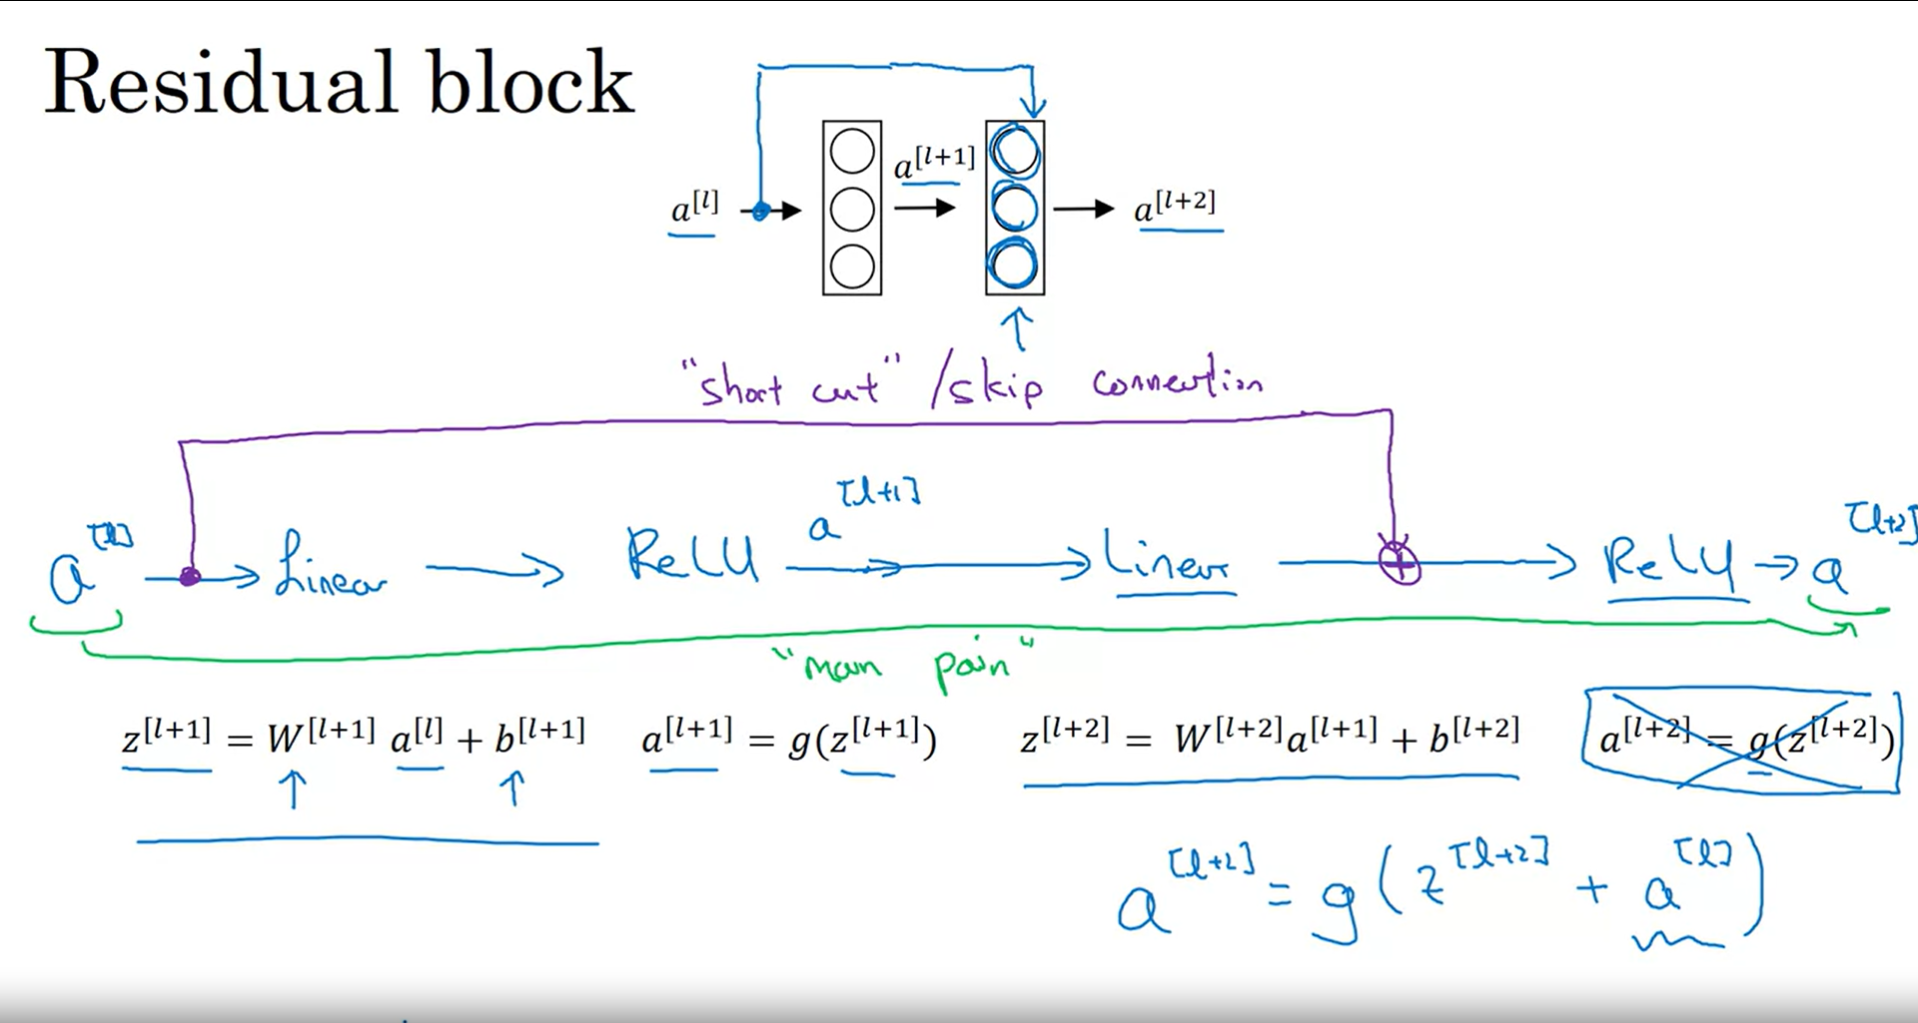 Residual block
a^[l] a^[l+1] a^[l+2]
"short cut" / skip connection
a^[l] → Linear → ReLU a^[l+1] → Linear → ⊕ → ReLU → a^[l+2]
"main path"
z^[l+1] = W^[l+1] a^[l] + b^[l+1] a^[l+1] = g(z^[l+1]) z^[l+2] = W^[l+2]a^[l+1] + b^[l+2] a^[l+2] = g(z^[l+2])
a^[l+2] = g(z^[l+2] + a^[l])